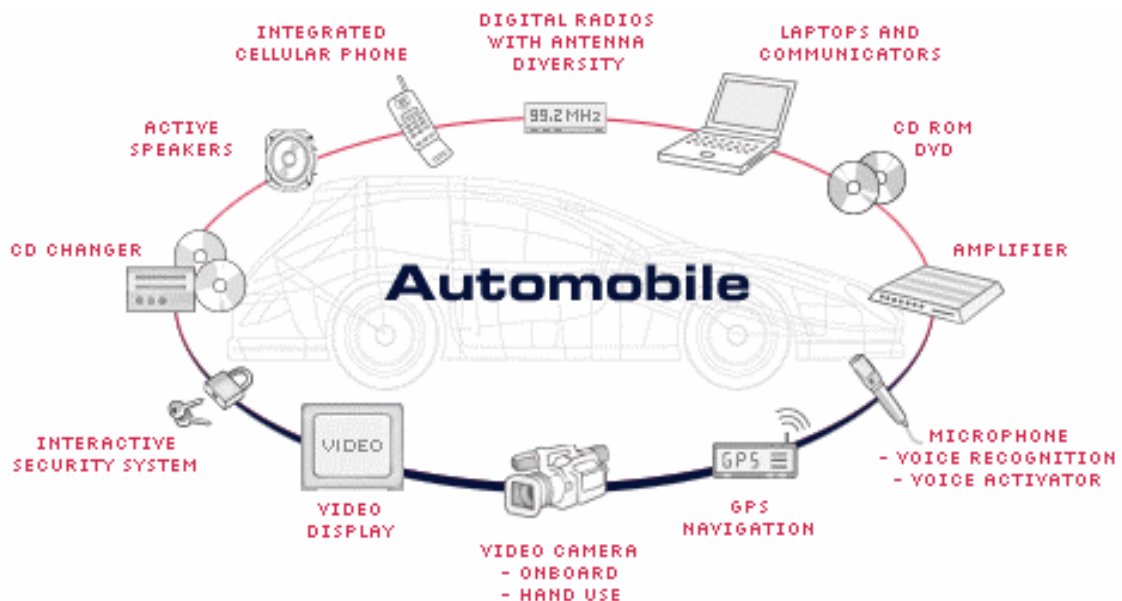 INTEGRATED
CELLULAR PHONE
DIGITAL RADIOS
WITH ANTENNA
DIVERSITY
LAPTOPS AND
COMMUNICATORS
99.2 MHz
ACTIVE
SPEAKERS
CD ROM
DVD
CD CHANGER
AMPLIFIER
Automobile
INTERACTIVE
SECURITY SYSTEM
VIDEO
VIDEO
DISPLAY
VIDEO CAMERA
- ONBOARD
- HAND USE
GPS
GPS
NAVIGATION
MICROPHONE
- VOICE RECOGNITION
- VOICE ACTIVATOR